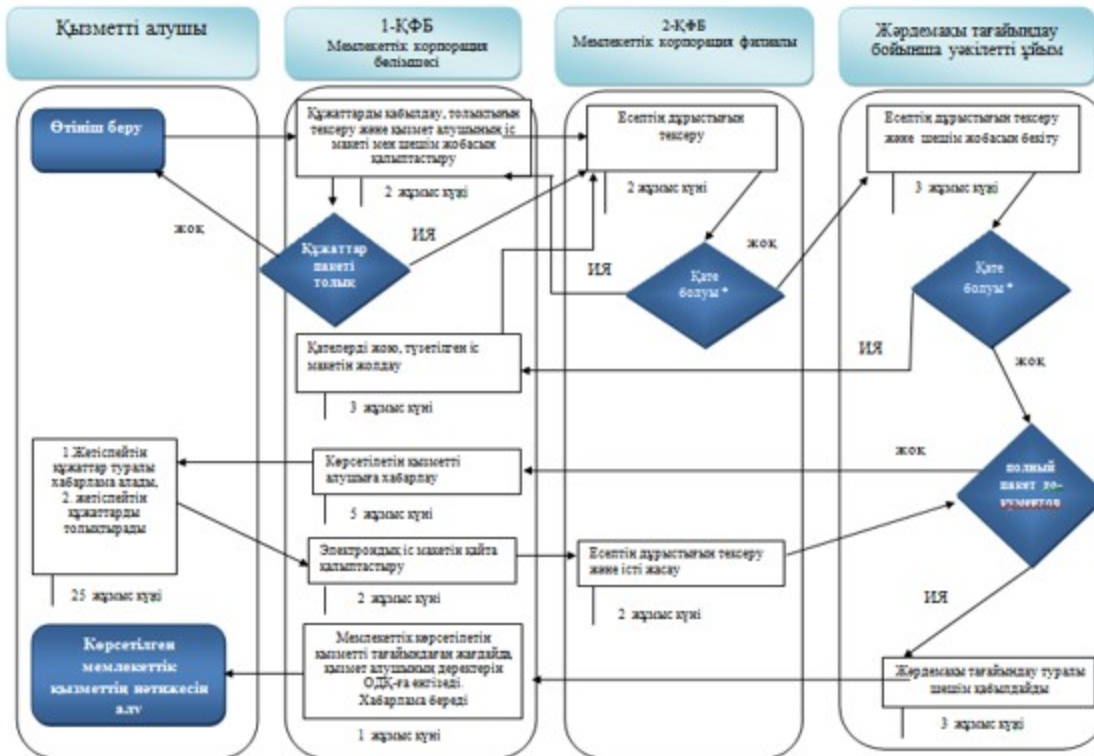 Қызметті алушы
1-ҚФБ
Мемлекеттік корпорация
бөлімшесі
2-ҚФБ
Мемлекеттік корпорация филиалы
Жәрдемақы тағайындау
бойынша уәкілетті ұйым
Өтініш беру
Құжаттарды қабылдау, толықтығын
тексеру және қызмет алушының іс
макеті мен шешім жобасын
қалыптастыру
2 жұмыс күні
Есептің дұрыстығын
тексеру
2 жұмыс күні
Есептің дұрыстығын тексеру
және шешім жобасын бекіту
3 жұмыс күні
жоқ
Құжаттар
пакеті
толық
ИЯ
ИЯ
Қате
болуы *
жоқ
Қате
болуы *
ИЯ
жоқ
Қателерді жою, түзетілген іс
макетін жолдау
3 жұмыс күні
1 Жетіспейтін
құжаттар туралы
хабарлама алады,
2. жетіспейтін
құжаттарды
толықтырады
25 жұмыс күні
Көрсетілетін қызметті
алушыға хабарлау
5 жұмыс күні
жоқ
полный
пакет до-
кументов
Электрондық іс макетін қайта
қалыптастыру
2 жұмыс күні
Есептің дұрыстығын тексеру
және істі жасау
2 жұмыс күні
ИЯ
Көрсетілген
мемлекеттік
қызметтің нәтижесін
алу
Мемлекеттік көрсетілетін
қызметті тағайындаған жағдайда,
қызмет алушының деректерін
ОДҚ-ға енгізеді.
Хабарлама береді
1 жұмыс күні
Жәрдемақы тағайындау туралы
шешім қабылдайды
3 жұмыс күні